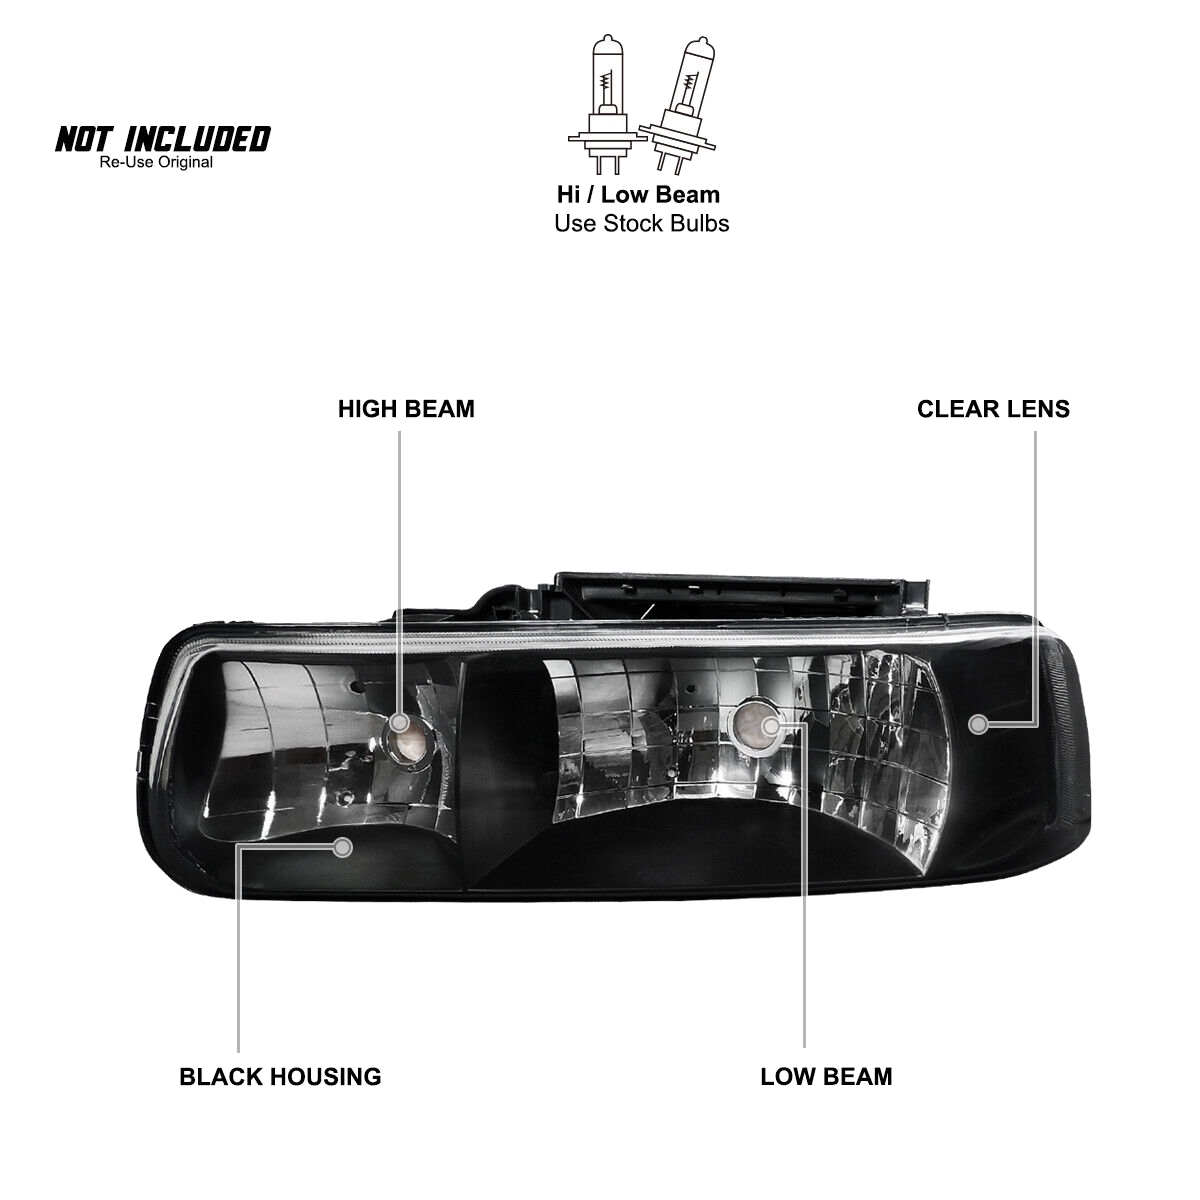 NOT INCLUDED
Re-Use Original
Hi / Low Beam
Use Stock Bulbs
HIGH BEAM
CLEAR LENS
BLACK HOUSING
LOW BEAM